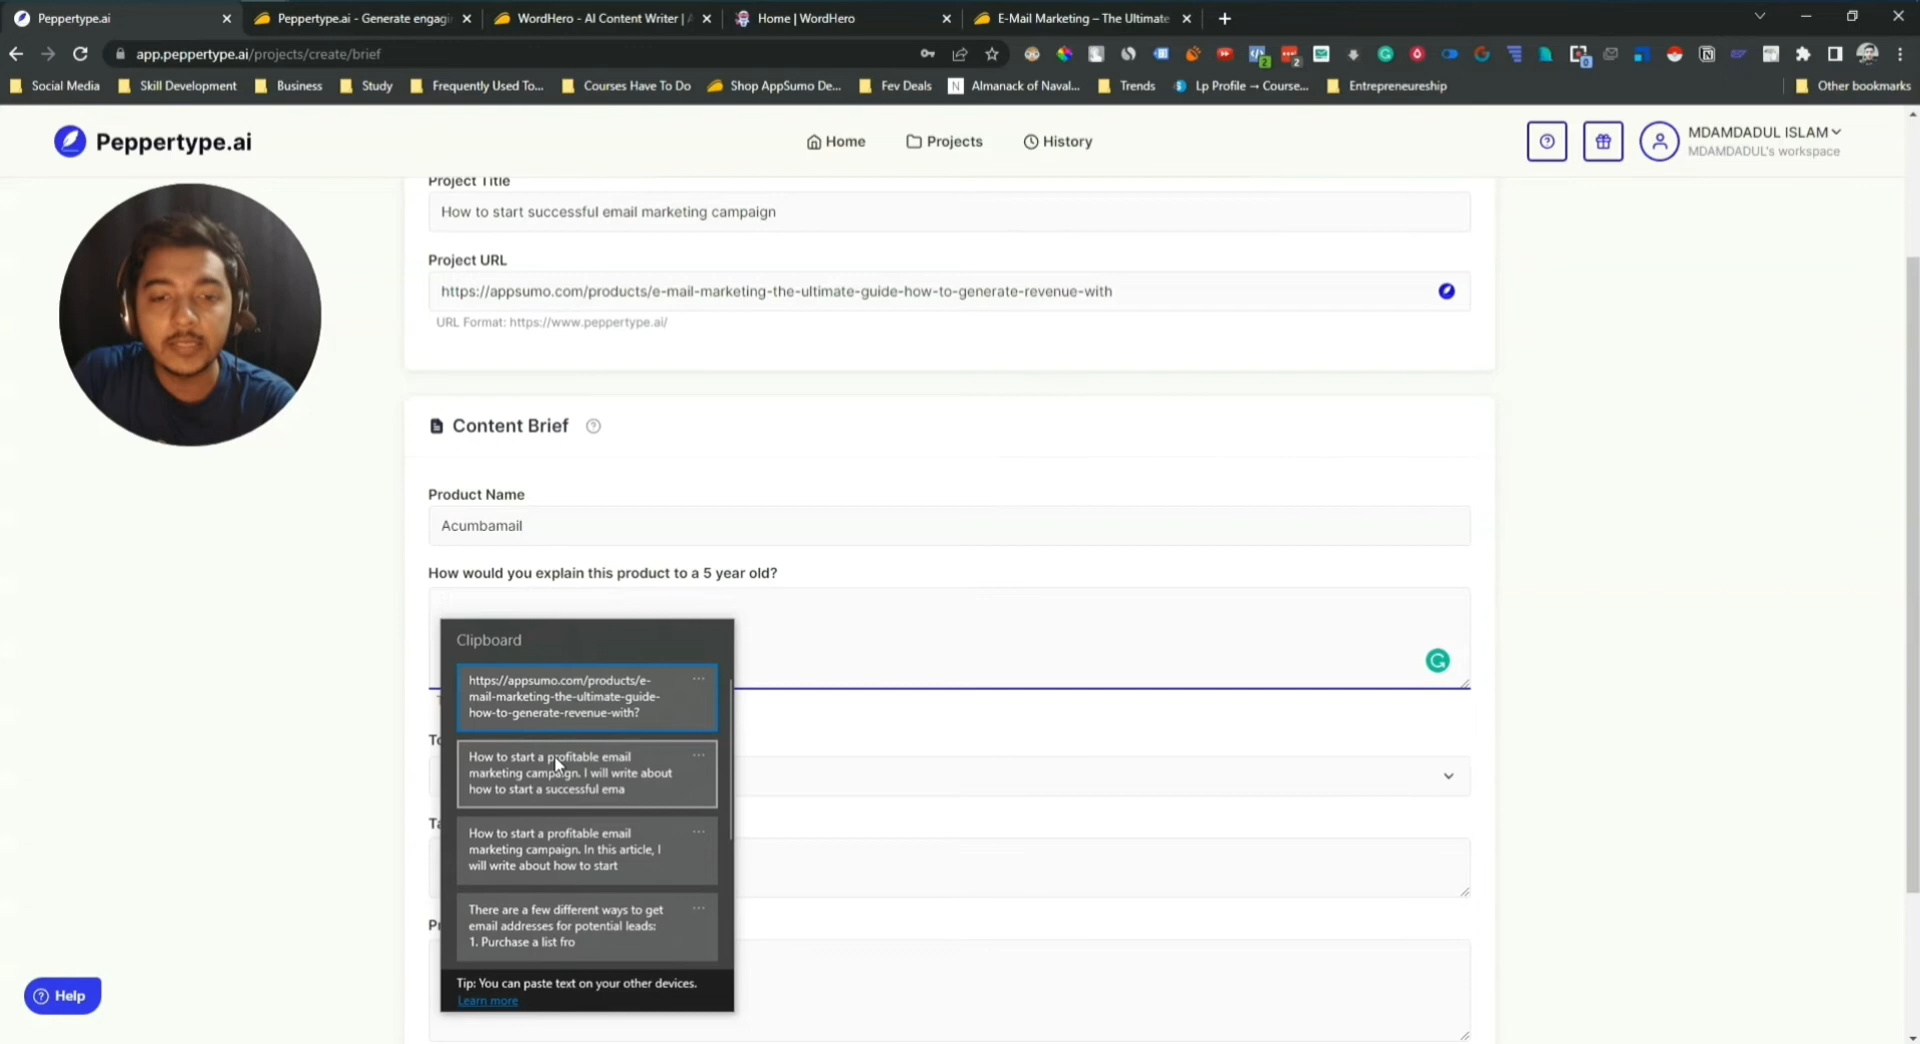 Peppertype.ai
Peppertype.ai - Generate engagi
WordHero - AI Content Writer |
Home | WordHero
E-Mail Marketing – The Ultimate
app.peppertype.ai/projects/create/brief
Social Media
Skill Development
Business
Study
Frequently Used To...
Courses Have To Do
Shop AppSumo De...
Fev Deals
Almanack of Naval...
Trends
Lp Profile → Course...
Entrepreneureship
Other bookmarks
Peppertype.ai
Home
Projects
History
MDAMDADUL ISLAM
MDAMDADUL's workspace
Project Title
How to start successful email marketing campaign
Project URL
https://appsumo.com/products/e-mail-marketing-the-ultimate-guide-how-to-generate-revenue-with
URL Format: https://www.peppertype.ai/
Content Brief
Product Name
Acumbamail
How would you explain this product to a 5 year old?
Clipboard
https://appsumo.com/products/e-
mail-marketing-the-ultimate-guide-
how-to-generate-revenue-with?
To
How to start a profitable email
marketing campaign. I will write about
how to start a successful ema
Ta
How to start a profitable email
marketing campaign. In this article, I
will write about how to start
There are a few different ways to get
email addresses for potential leads:
1. Purchase a list fro
Pr
Tip: You can paste text on your other devices.
Learn more
Help